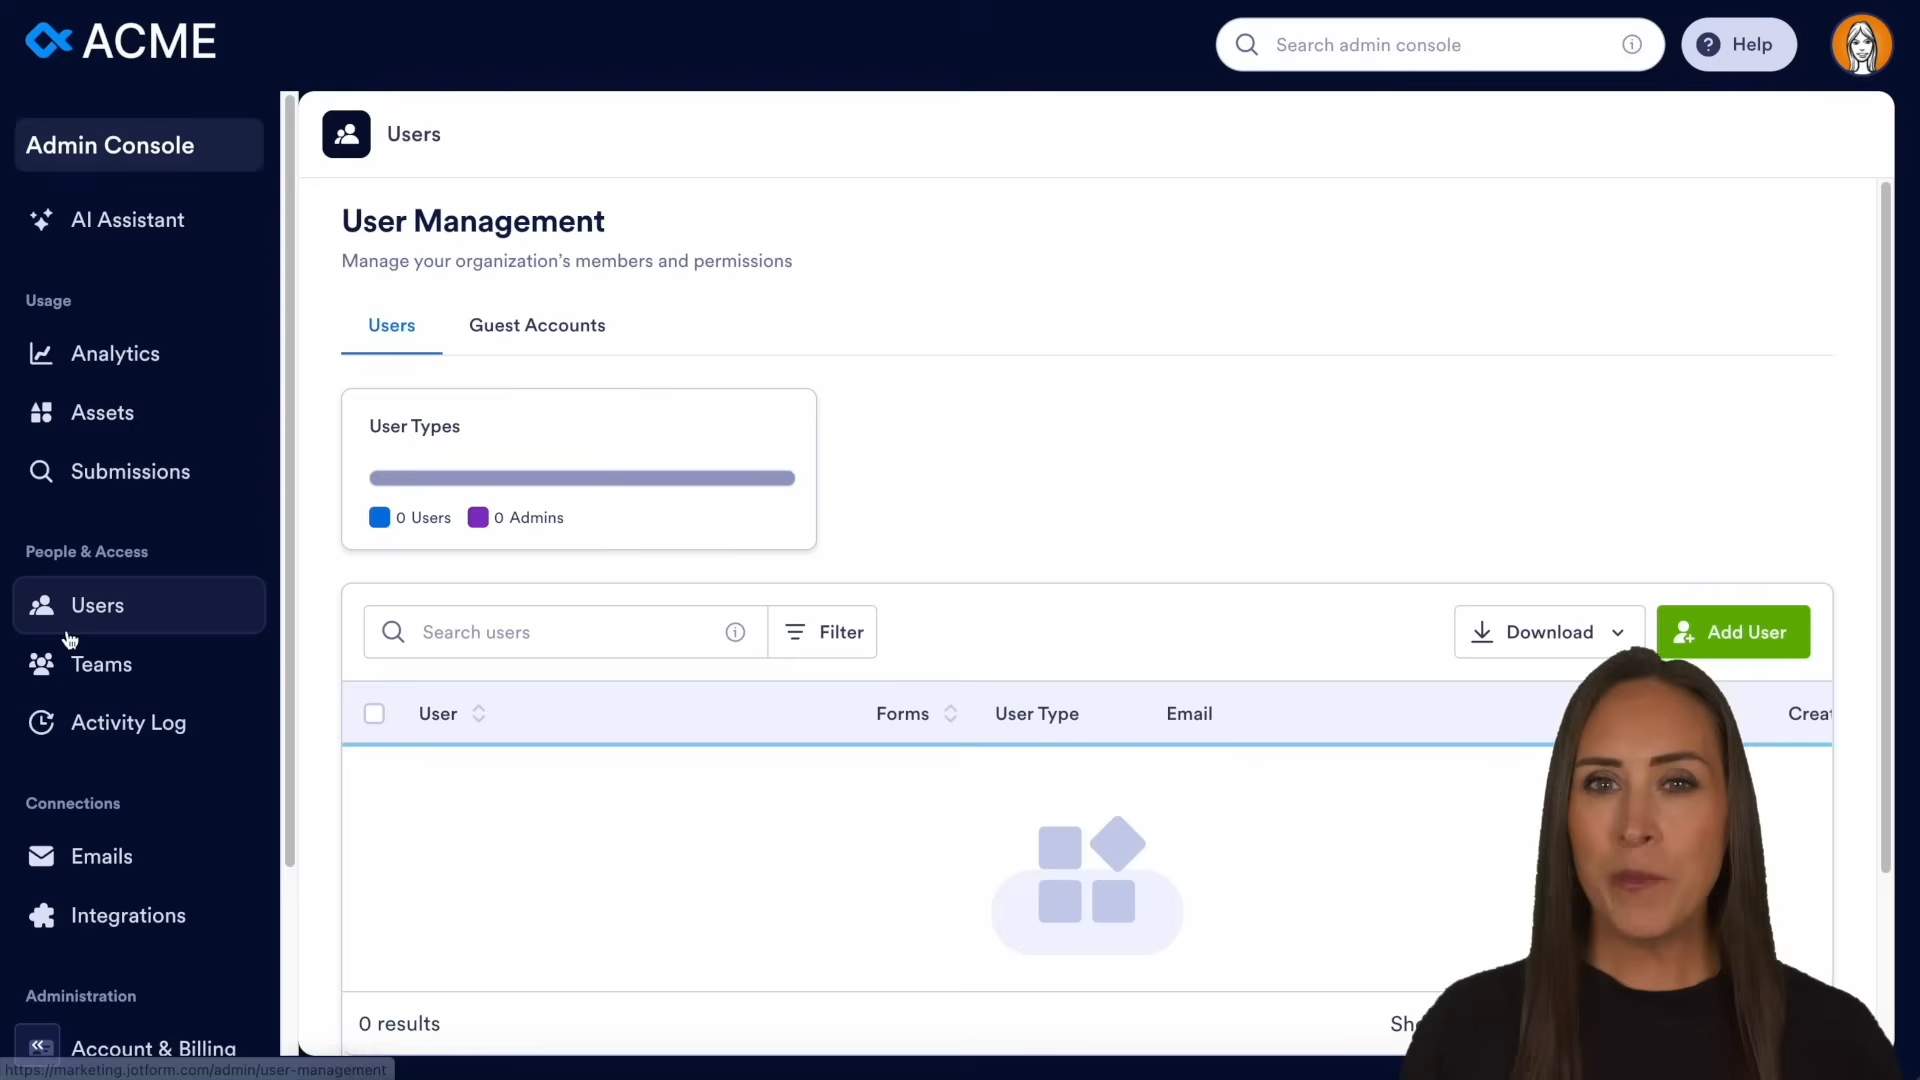 ACME
Search admin console
Help
Admin Console
AI Assistant
Usage
Analytics
Assets
Submissions
People & Access
Users
Teams
Activity Log
Connections
Emails
Integrations
Administration
Account & Billing
https://marketing.jotform.com/admin/user-management
Users
User Management
Manage your organization's members and permissions
Users Guest Accounts
User Types
0 Users 0 Admins
Search users Filter Download Add User
User Forms User Type Email
0 results